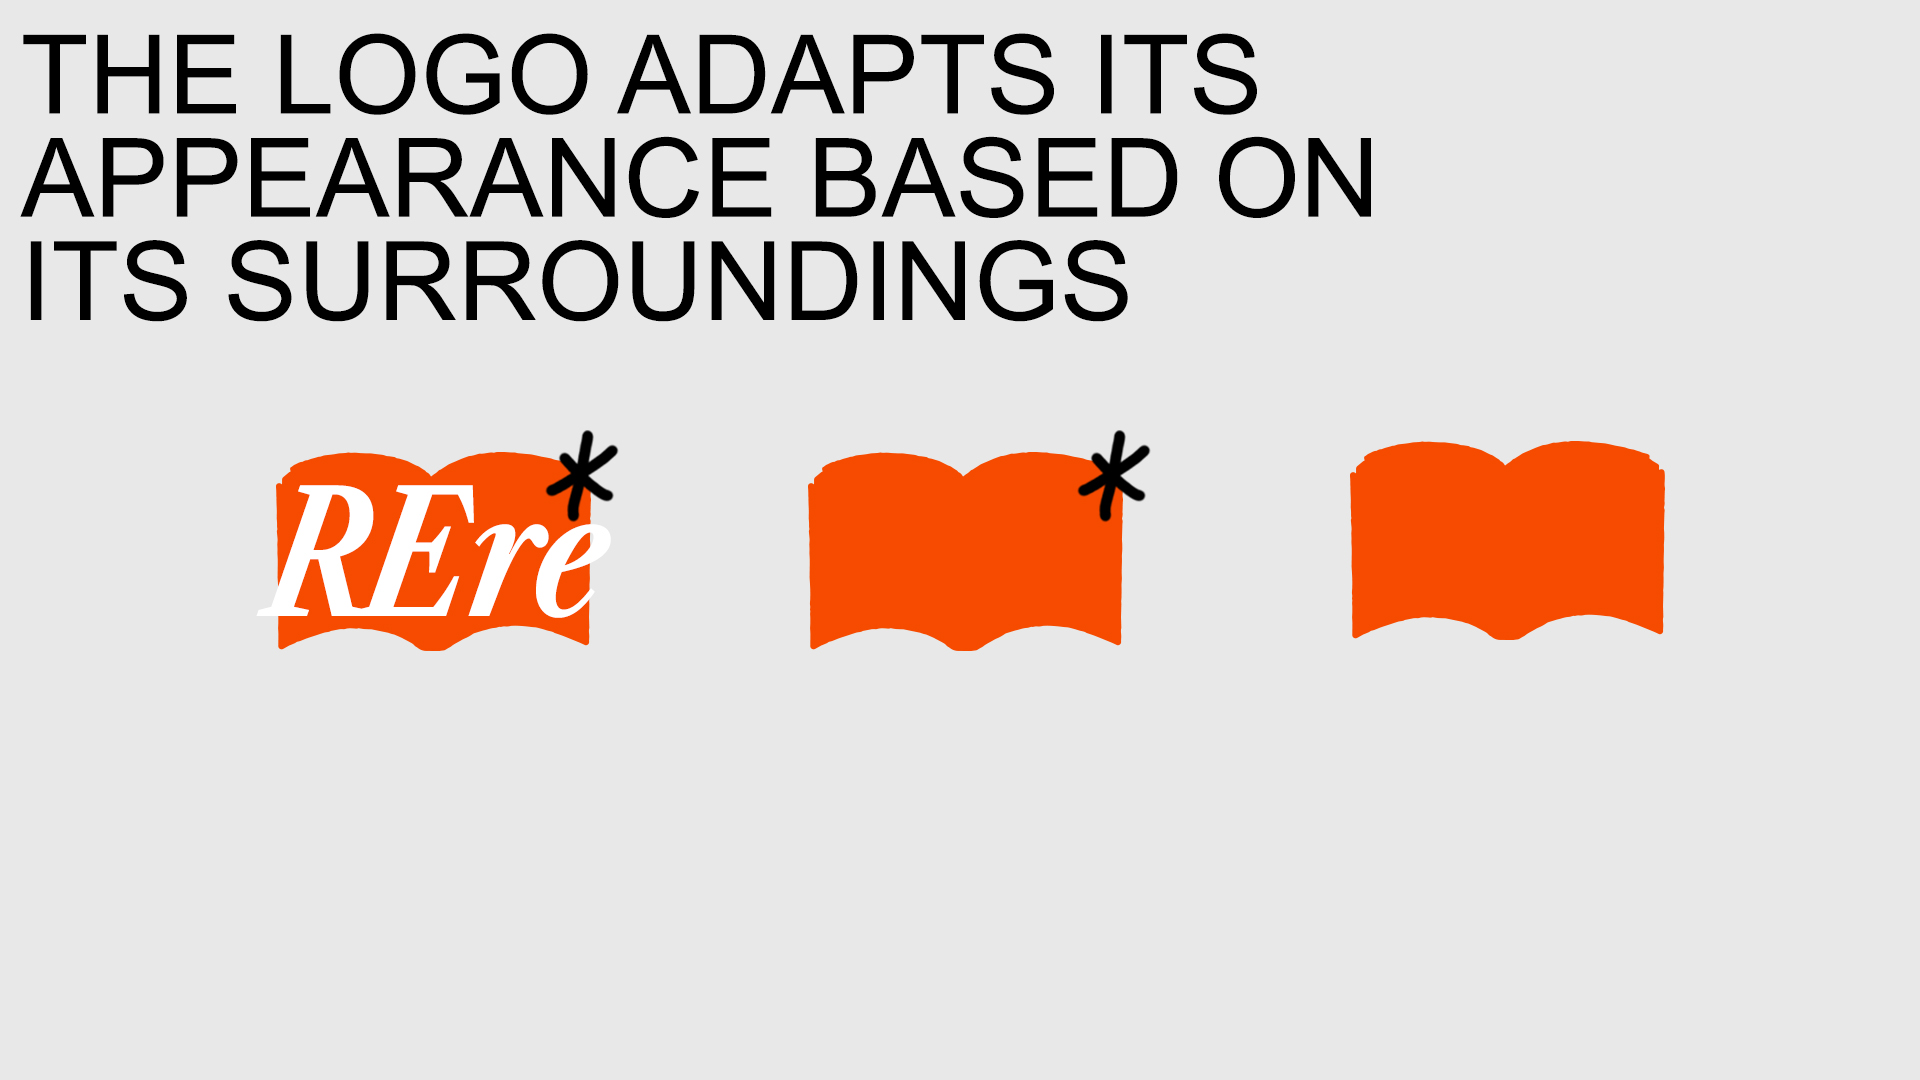 THE LOGO ADAPTS ITS
APPEARANCE BASED ON
ITS SURROUNDINGS
REre*
*